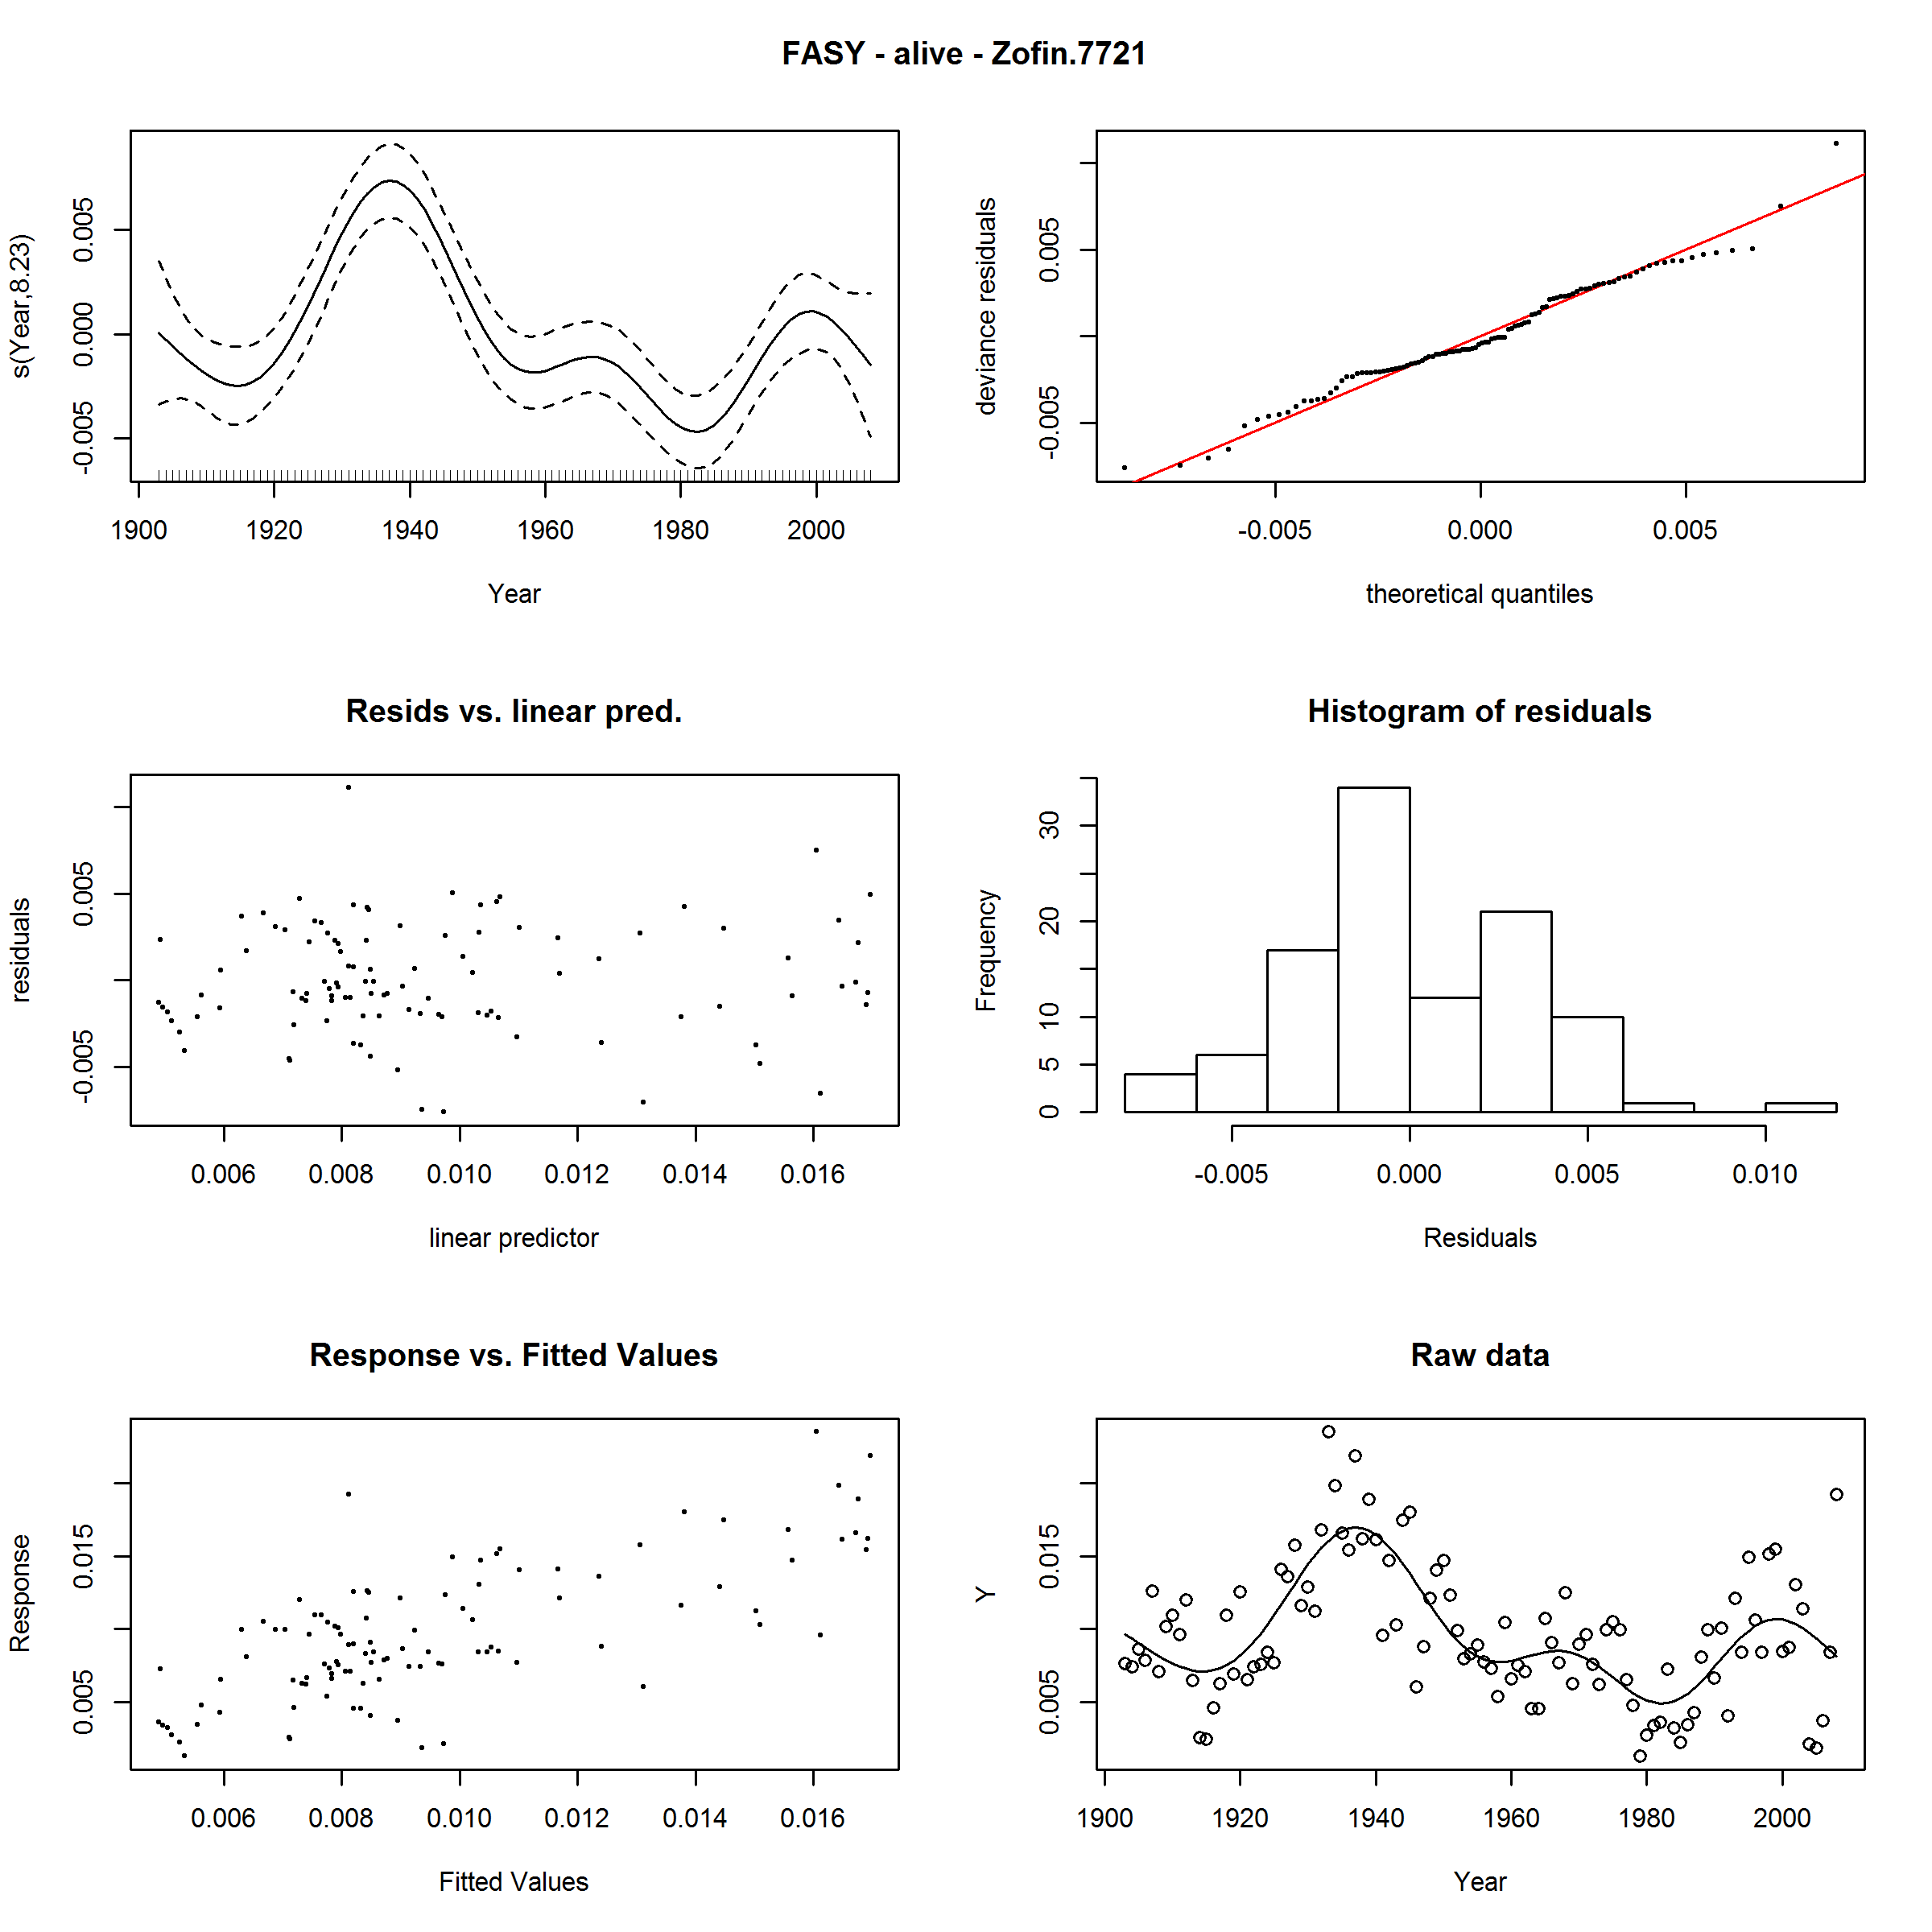 FASY - alive - Zofin.7721
s(Year,8.23)
-0.005 0.000 0.005
1900 1920 1940 1960 1980 2000
Year
deviance residuals
-0.005 0.005
-0.005 0.000 0.005
theoretical quantiles
Resids vs. linear pred.
residuals
-0.005 0.005
0.006 0.008 0.010 0.012 0.014 0.016
linear predictor
Histogram of residuals
Frequency
0 5 10 20 30
-0.005 0.000 0.005 0.010
Residuals
Response vs. Fitted Values
Response
0.005 0.015
0.006 0.008 0.010 0.012 0.014 0.016
Fitted Values
Raw data
Y
0.005 0.015
1900 1920 1940 1960 1980 2000
Year